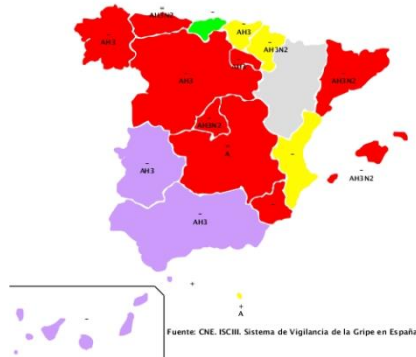 –
AH3N2
–
–
AH3
–
AH3
–
AH3N2
–
AH3
–
AH3N2
–
AH3N2
–
A
–
–
AH3N2
–
AH3
–
–
AH3
+
+
A
–
Fuente: CNE. ISCIII. Sistema de Vigilancia de la Gripe en España